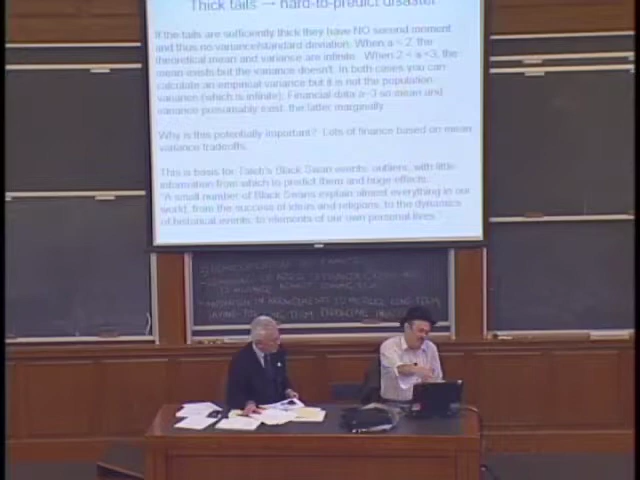 Thick tails → hard-to-predict disaster
If the tails are sufficiently thick they have NO second moment
and thus no variance/standard deviation. When a < 2, the
theoretical mean and variance are infinite. When 2 < a <3, the
mean exists but the variance doesn't. In both cases you can
calculate an empirical variance but it is not the population
variance (which is infinite). Financial data a~3 so mean and
variance presumably exist, the latter marginally.
Why is this potentially important? Lots of finance based on mean
variance tradeoffs.
This is basis for Taleb's Black Swan events: outliers, with little
information from which to predict them and huge effects.
"A small number of Black Swans explain almost everything in our
world, from the success of ideas and religions, to the dynamics
of historical events, to elements of our own personal lives."
TO
LONG TERM